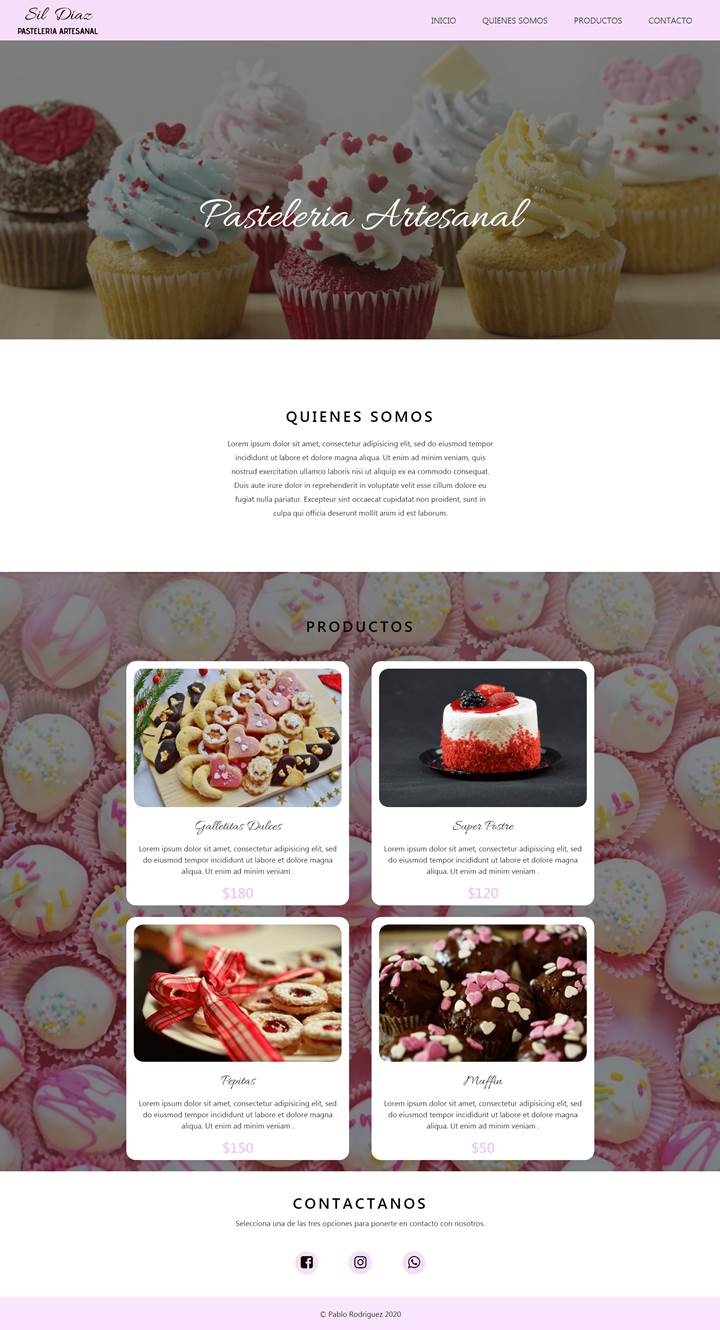 Sil Diaz
PASTELERIA ARTESANAL
INICIO QUIENES SOMOS PRODUCTOS CONTACTO
Pasteleria Artesanal
QUIENES SOMOS
Lorem ipsum dolor sit amet, consectetur adipisicing elit, sed do eiusmod tempor
incididunt ut labore et dolore magna aliqua. Ut enim ad minim veniam, quis
nostrud exercitation ullamco laboris nisi ut aliquip ex ea commodo consequat.
Duis aute irure dolor in reprehenderit in voluptate velit esse cillum dolore eu
fugiat nulla pariatur. Excepteur sint occaecat cupidatat non proident, sunt in
culpa qui officia deserunt mollit anim id est laborum.
PRODUCTOS
Galletitas Dulces
Lorem ipsum dolor sit amet, consectetur adipisicing elit, sed
do eiusmod tempor incididunt ut labore et dolore magna
aliqua. Ut enim ad minim veniam .
$180
Super Postre
Lorem ipsum dolor sit amet, consectetur adipisicing elit, sed
do eiusmod tempor incididunt ut labore et dolore magna
aliqua. Ut enim ad minim veniam .
$120
Pepitas
Lorem ipsum dolor sit amet, consectetur adipisicing elit, sed
do eiusmod tempor incididunt ut labore et dolore magna
aliqua. Ut enim ad minim veniam .
$150
Muffin
Lorem ipsum dolor sit amet, consectetur adipisicing elit, sed
do eiusmod tempor incididunt ut labore et dolore magna
aliqua. Ut enim ad minim veniam .
$50
CONTACTANOS
Selecciona una de las tres opciones para ponerte en contacto con nosotros.
© Pablo Rodriguez 2020